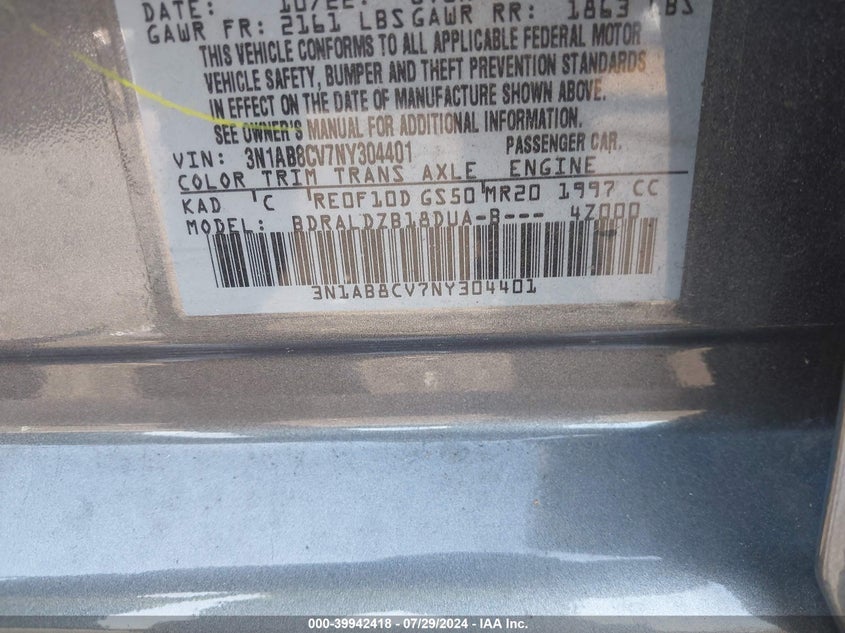 DATE: 10/22
GAWR FR: 2161 LBS GAWR RR: 1863 LBS
THIS VEHICLE CONFORMS TO ALL APPLICABLE FEDERAL MOTOR
VEHICLE SAFETY, BUMPER AND THEFT PREVENTION STANDARDS
IN EFFECT ON THE DATE OF MANUFACTURE SHOWN ABOVE.
SEE OWNER'S MANUAL FOR ADDITIONAL INFORMATION.
VIN: 3N1AB8CV7NY304401 PASSENGER CAR.
COLOR TRIM TRANS AXLE ENGINE
KAD C RE0F10D GS50 MR20 1997 CC
MODEL: BDRALDZB18DUA-B--- 4Z000
3N1AB8CV7NY304401
000-39942418 - 07/29/2024 - IAA Inc.